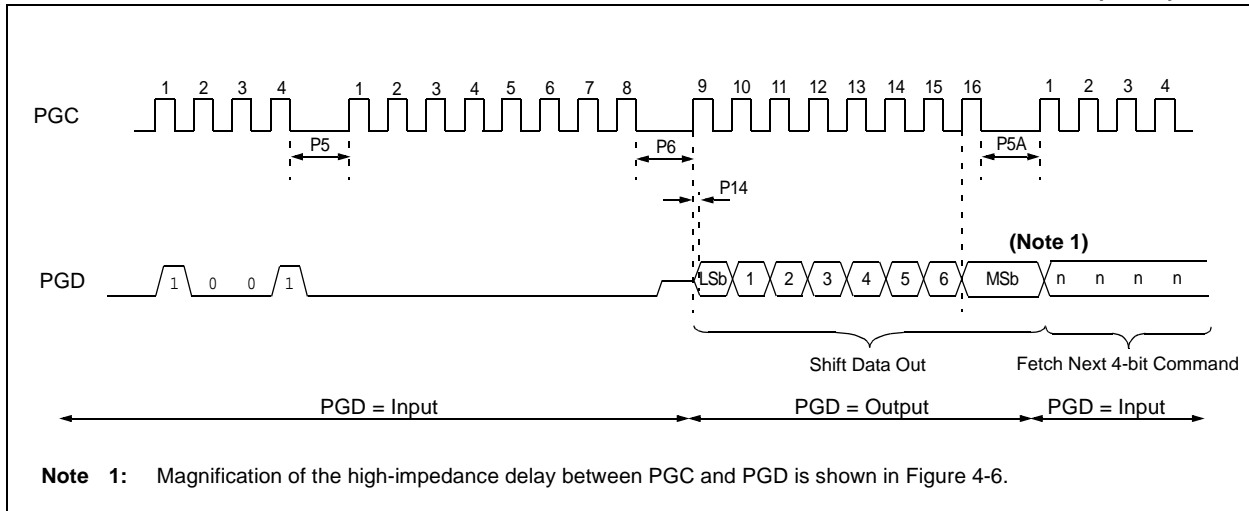 1 2 3 4 1 2 3 4 5 6 7 8 9 10 11 12 13 14 15 16 1 2 3 4
PGC
P5 P6 P5A
P14
(Note 1)
PGD 1 0 0 1 LSb 1 2 3 4 5 6 MSb n n n n
Shift Data Out Fetch Next 4-bit Command
PGD = Input PGD = Output PGD = Input
Note 1: Magnification of the high-impedance delay between PGC and PGD is shown in Figure 4-6.